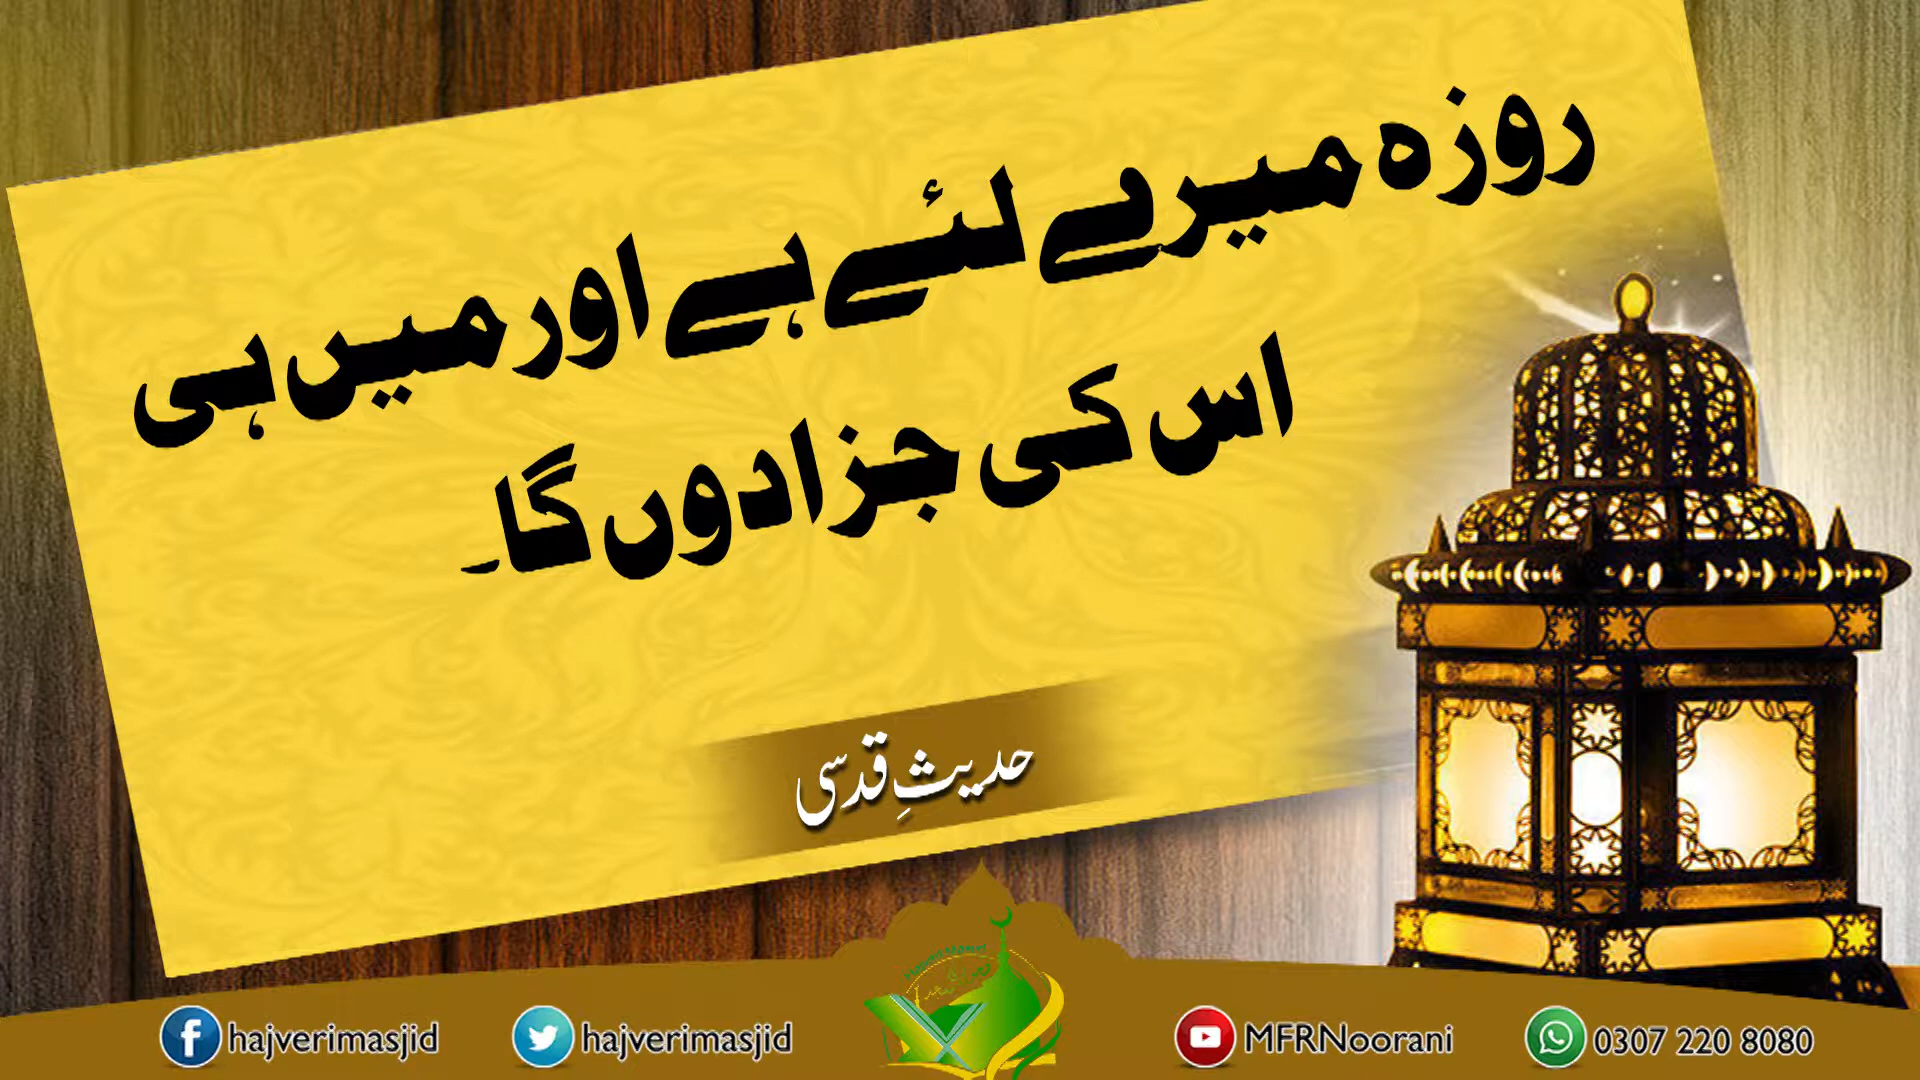 روزہ میرے لئے ہے اور میں ہی
اس کی جزا دوں گا۔
حدیثِ قدسی
hajverimasjid
hajverimasjid
MFRNoorani
0307 220 8080